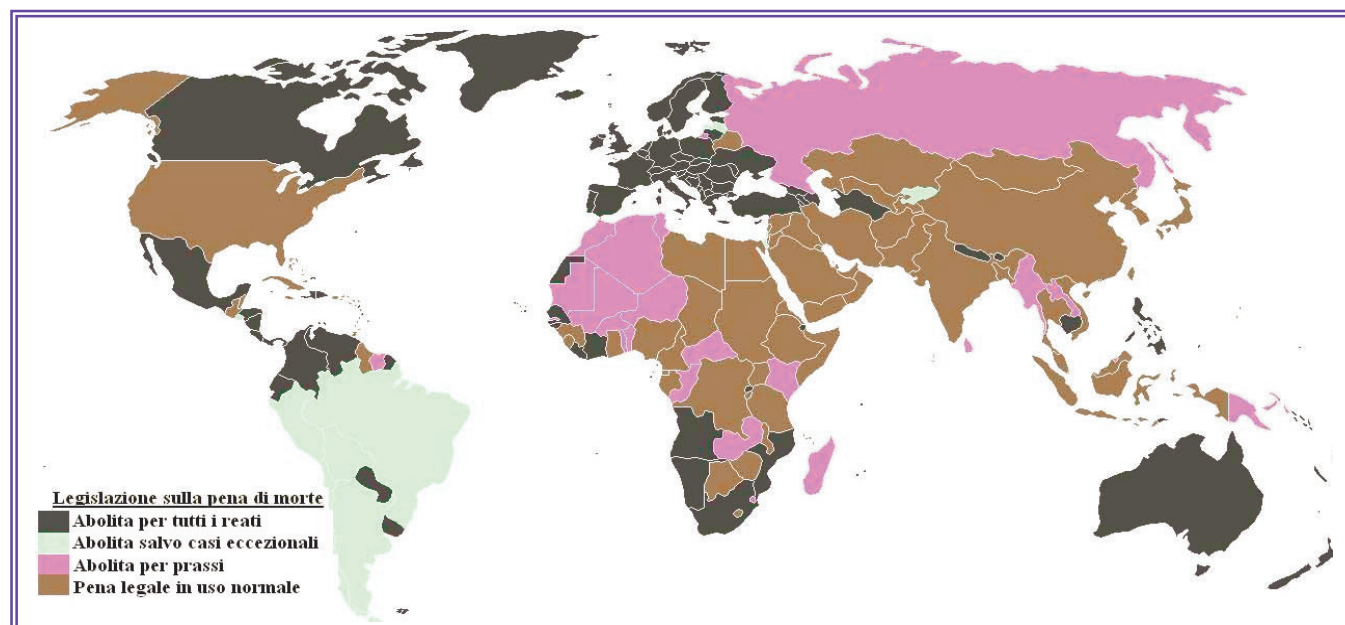 Legislazione sulla pena di morte
Abolita per tutti i reati
Abolita salvo casi eccezionali
Abolita per prassi
Pena legale in uso normale